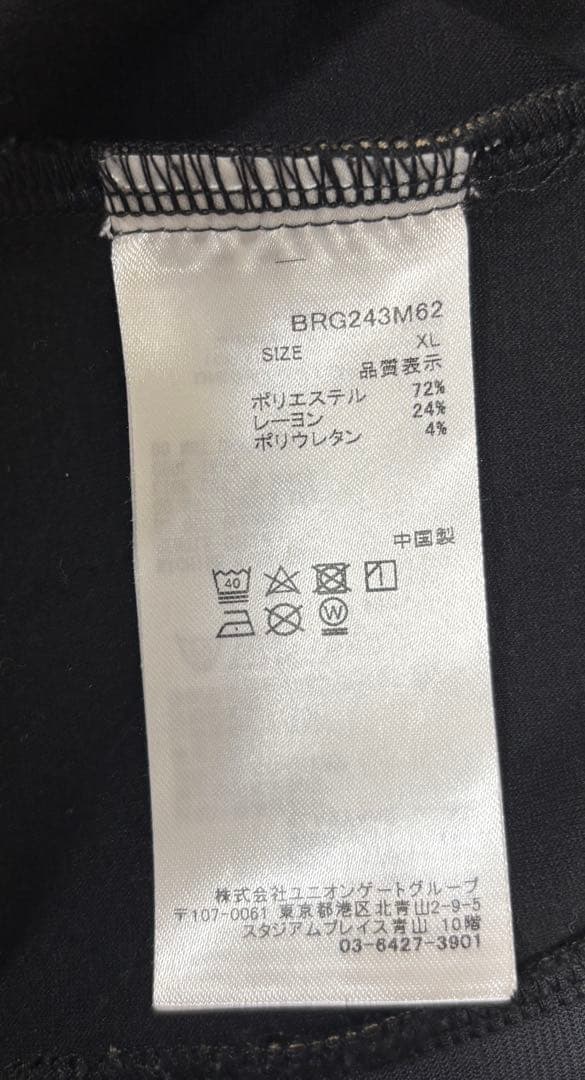 BRG243M62
SIZE XL
品質表示
ポリエステル 72%
レーヨン 24%
ポリウレタン 4%
中国製
40
W
株式会社ユニオンゲートグループ
〒107-0061 東京都港区北青山2-9-5
スタジアムプレイス青山 10階
03-6427-3901